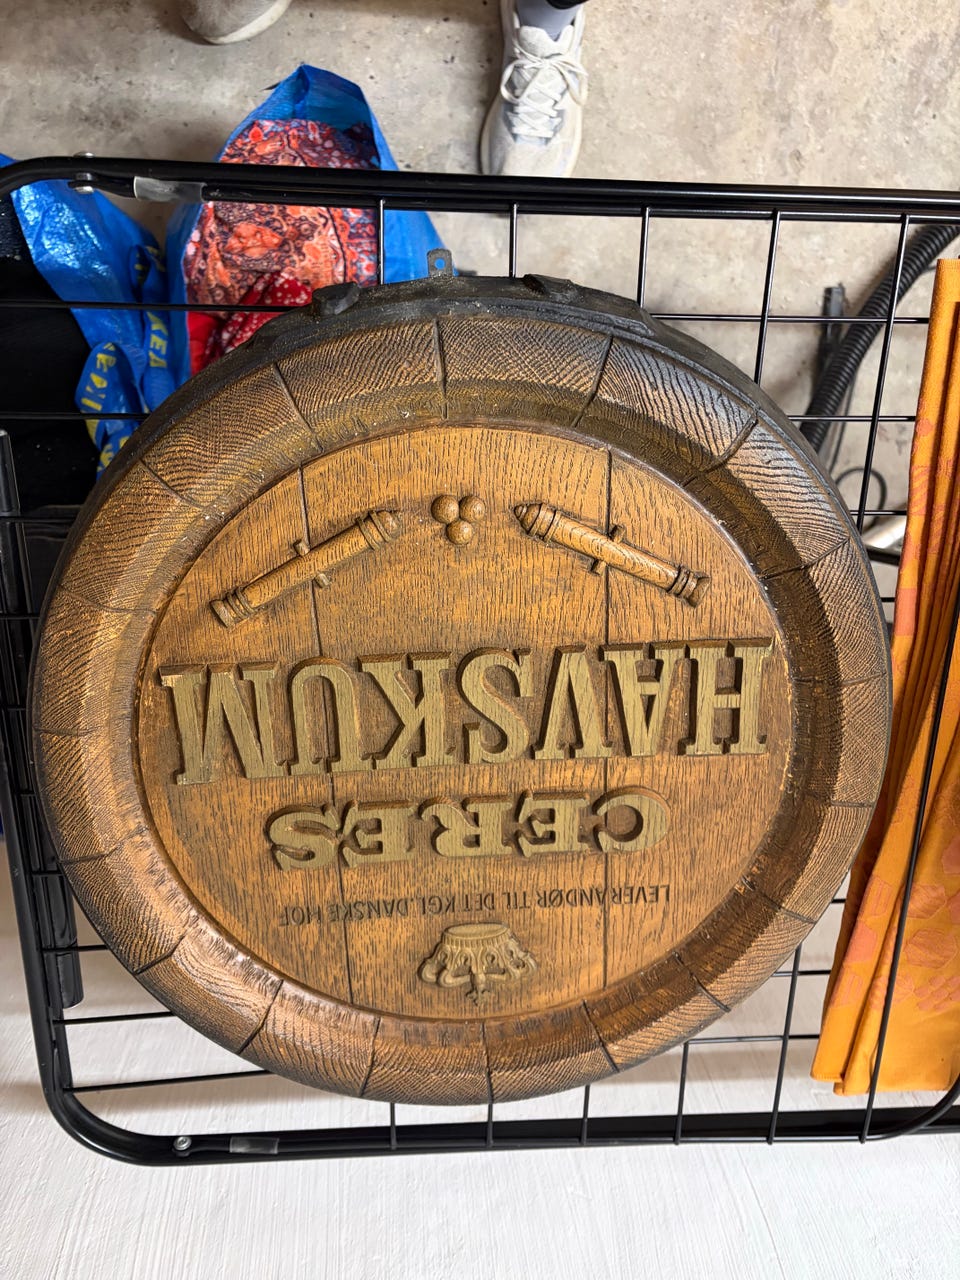 LEVERANDØR TIL DET KGL. DANSKE HOF
CERES
HAVSKUM